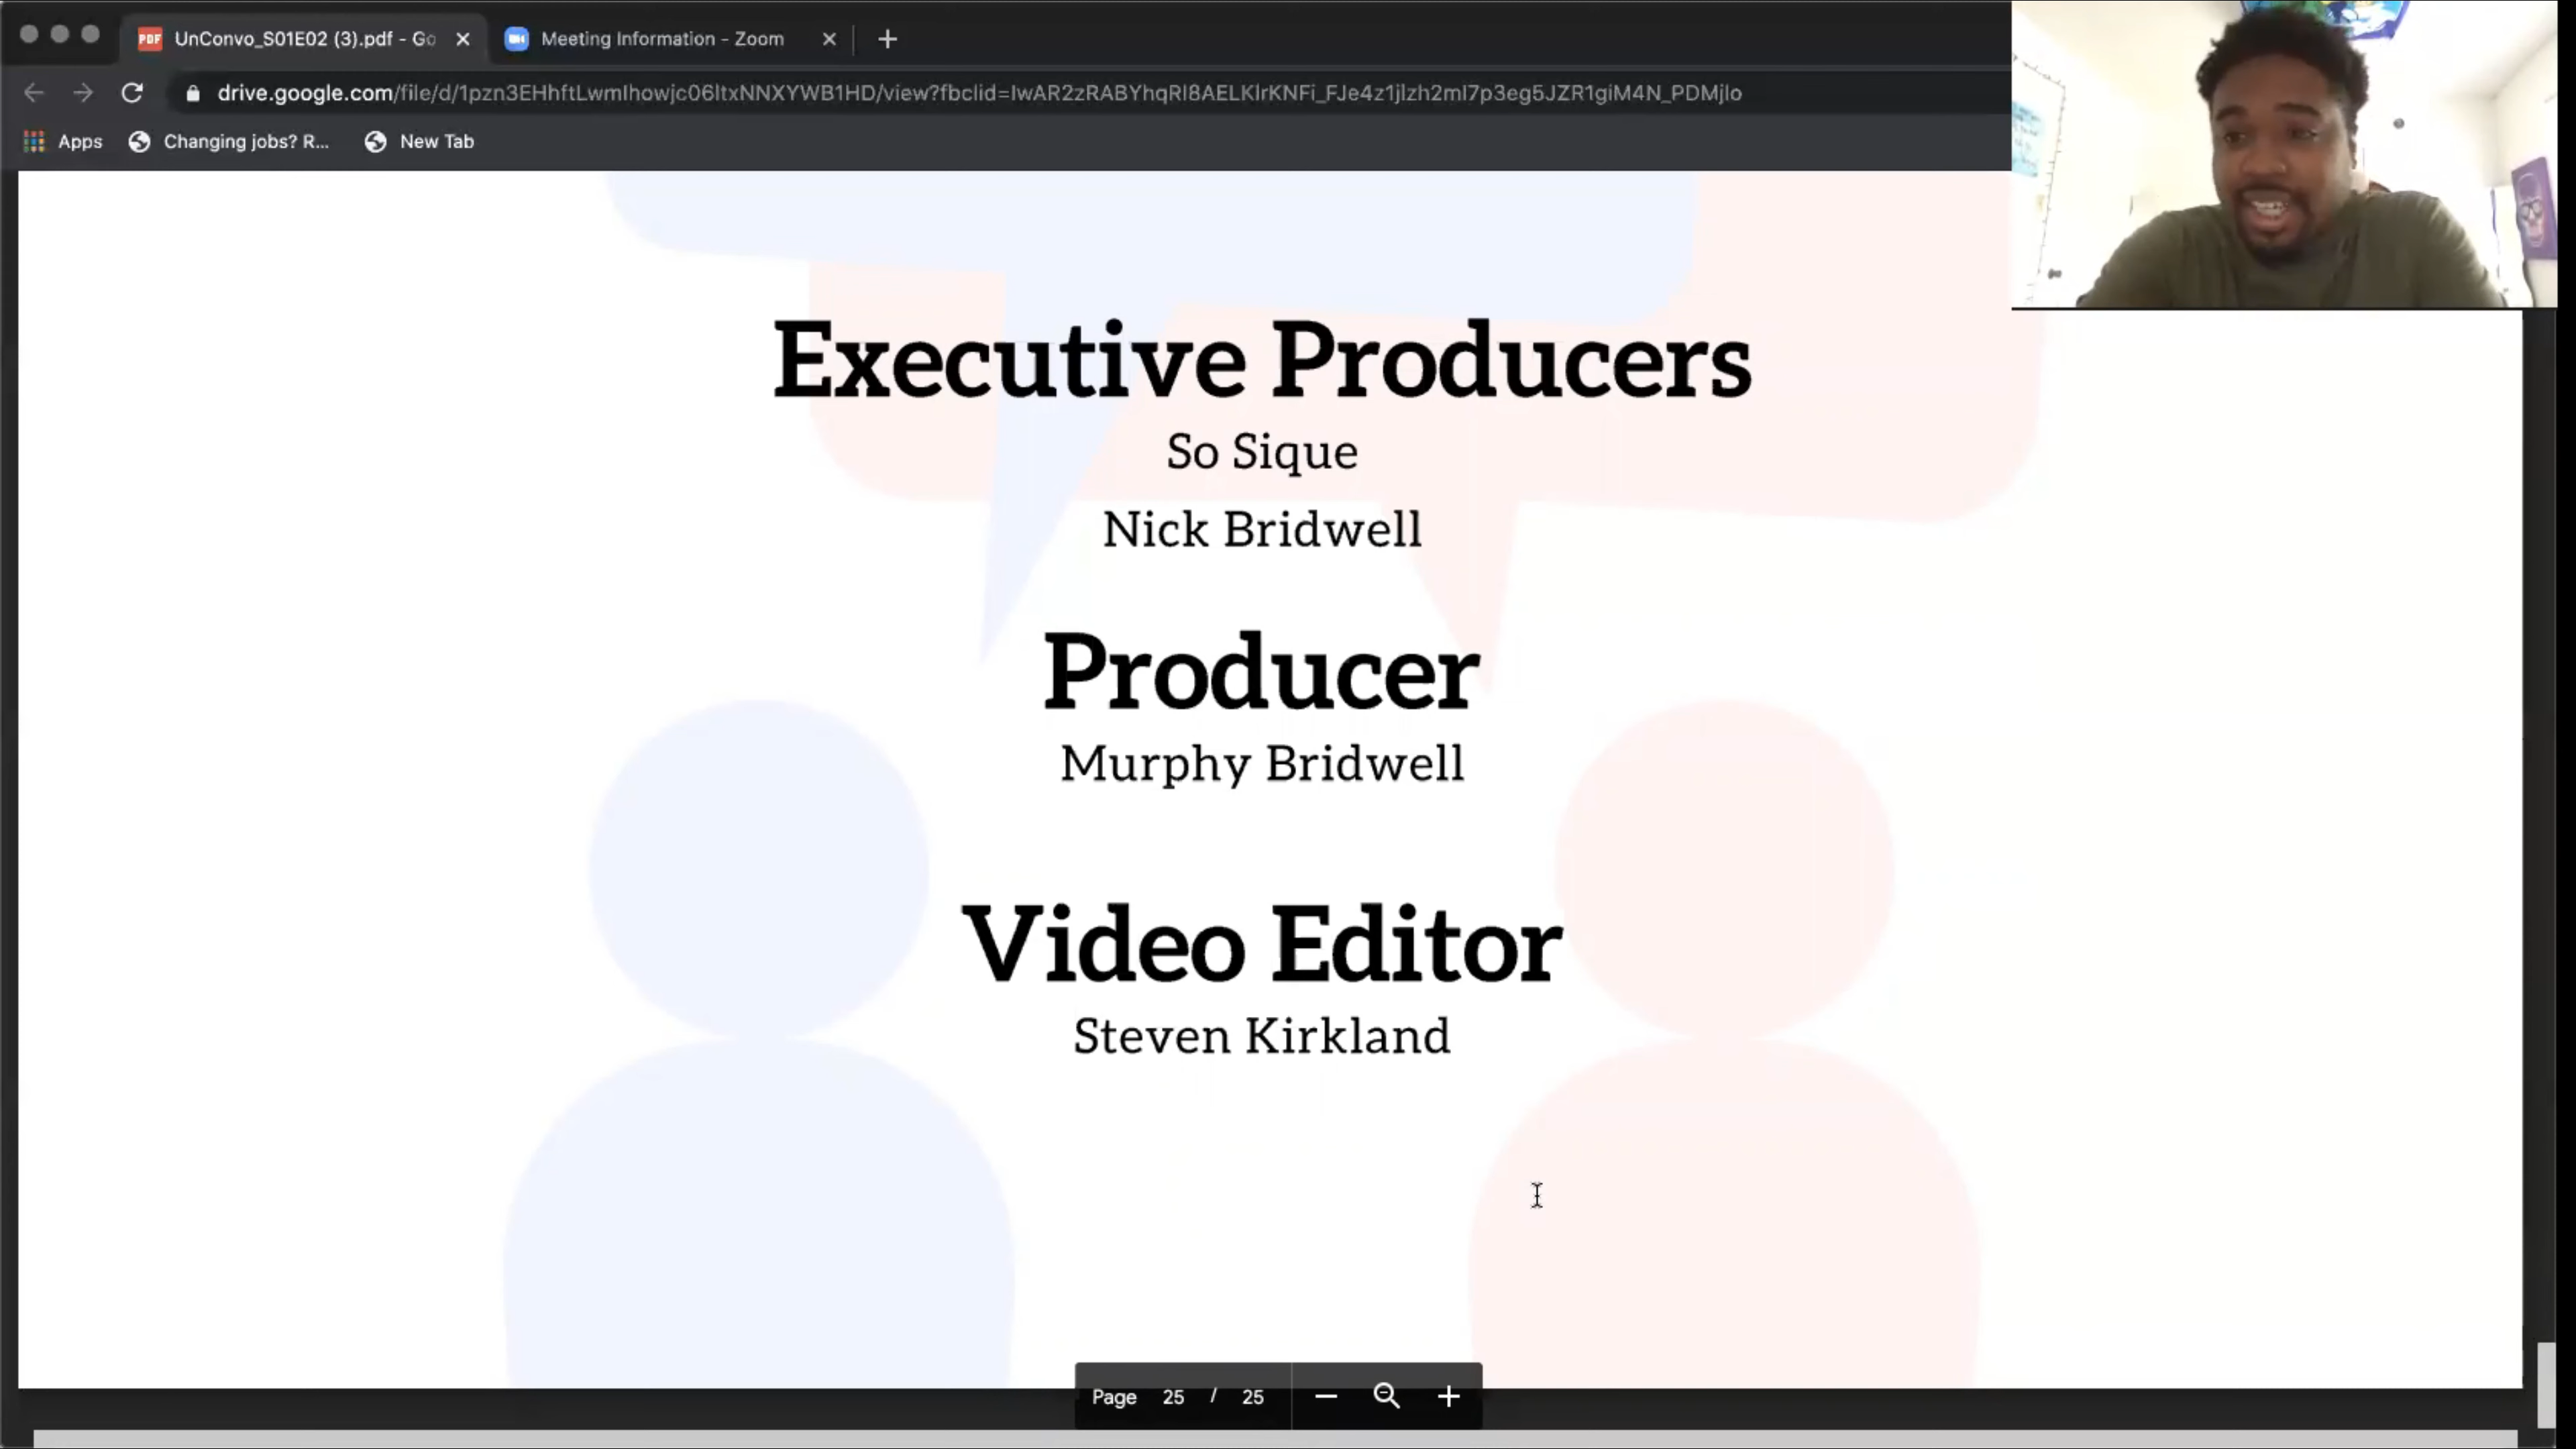 UnConvo_S01E02 (3).pdf - Go
Meeting Information - Zoom
drive.google.com/file/d/1pzn3EHhftLwmIhowjc06ltxNNXYWB1HD/view?fbclid=IwAR2zRABYhqRl8AELKlrKNFi_FJe4z1jlzh2mI7p3eg5JZR1giM4N_PDMjlo
Apps
Changing jobs? R...
New Tab
Executive Producers
So Sique
Nick Bridwell
Producer
Murphy Bridwell
Video Editor
Steven Kirkland
Page 25 / 25